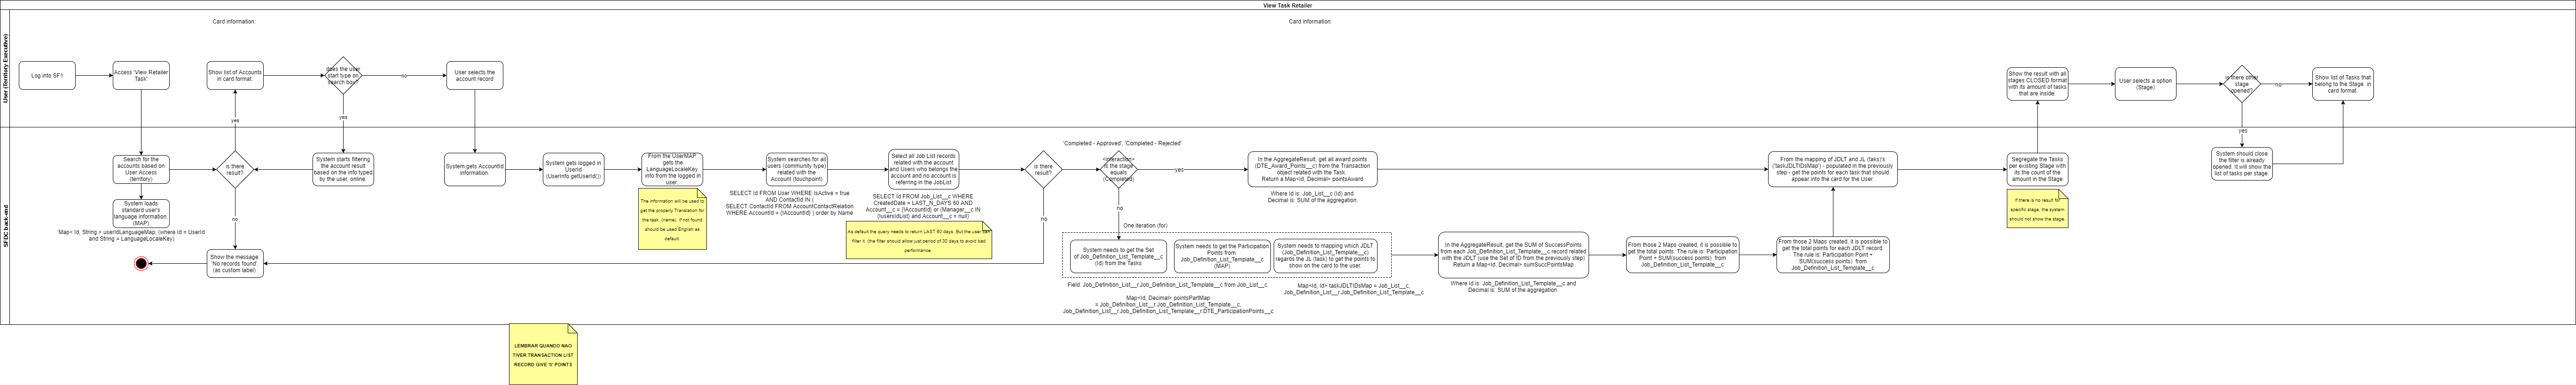 View Task Retailer
User (Territory Executive)
Card information:
Card information:
Log into SF1
Access 'View Retailer
Task'
Show list of Accounts
in card format.
does the user
start type on
search box?
no
User selects the
account record
yes
yes
Show the result with all
stages CLOSED format
with its amount of tasks
that are inside.
User selects a option
(Stage)
is there other
stage
opened?
no
Show list of Tasks that
belong to the Stage in
card format.
yes
SFDC back-end
Search for the
accounts based on
User Access
(territory)
is there
result?
System starts filtering
the account result
based on the info typed
by the user, online.
System loads
standard user's
language information.
(MAP)
Map< Id, String > userIdLanguageMap; (where Id = UserId
and String = LanguageLocaleKey)
no
Show the message:
'No records found'
(as custom label)
System gets AccountId
information.
System gets logged in
UserId
(UserInfo.getUserId())
From the UserMAP
gets the
LanguageLocaleKey
info from the logged in
user.
The information will be used to
get the properly Translation for
the task. (name). If not found
should be used English as
default.
System searches for all
users (community type)
related with the
Account (touchpoint)
SELECT Id FROM User WHERE IsActive = true
AND ContactId IN (
SELECT ContactId FROM AccountContactRelation
WHERE AccountId = {!AccountId} ) order by Name
Select all Job List records
related with the account
and Users who belongs the
account and no account is
referring in the JobList
SELECT Id FROM Job_List__c WHERE
CreatedDate = LAST_N_DAYS:60 AND
Account__c = {!AccountId} or (Manager__c IN
(!usersIdList) and Account__c = null)
As default the query needs to return LAST 60 days. But the user can
filter it. (the filter should allow just period of 30 days to avoid bad
performance.
is there
result?
no
'Completed - Approved', 'Completed - Rejected'
<interaction>
Is the stage
equals
(Completed)
yes
no
In the AggregateResult, get all award points
(DTE_Award_Points__c) from the Transaction
object related with the Task.
Return a Map<Id, Decimal> pointsAward
Where Id is: Job_List__c (Id) and
Decimal is: SUM of the aggregation.
One iteration (for)
System needs to get the Set
of Job_Definition_List_Template__c
(Id) from the Tasks
System needs to get the Participation
Points from
Job_Definition_List_Template__c
(MAP)
System needs to mapping which JDLT
(Job_Definition_List_Template__c)
regards the JL (task) to get the points to
show on the card to the user.
Field: Job_Definition_List__r.Job_Definition_List_Template__c from Job_List__c
Map<Id, Decimal> pointsPartMap
= Job_Definition_List__r.Job_Definition_List_Template__c,
Job_Definition_List__r.Job_Definition_List_Template__r.DTE_ParticipationPoints__c
Map<Id, Id> taskJDLTIDsMap = Job_List__c,
Job_Definition_List__r.Job_Definition_List_Template__c
In the AggregateResult, get the SUM of SuccessPoints
from each Job_Definition_List_Template__c record related
with the JDLT (use the Set of ID from the previously step)
Return a Map<Id, Decimal> sumSuccPointsMap
Where Id is: Job_Definition_List_Template__c and
Decimal is: SUM of the aggregation.
From those 2 Maps created, it is possible to
get the total points. The rule is: Participation
Point + SUM(success points) from
Job_Definition_List_Template__c
From those 2 Maps created, it is possible to
get the total points for each JDLT record.
The rule is: Participation Point +
SUM(success points) from
Job_Definition_List_Template__c
From the mapping of JDLT and JL (taks)'s
('taskJDLTIDsMap') - populated in the previously
step - get the points for each task that should
appear into the card for the User.
Segregate the Tasks
per existing Stage with
its the count of the
amount in the Stage
If there is no result for
specific stage, the system
should not show the stage.
System should close
the filter is already
opened. It will show the
list of tasks per stage.
LEMBRAR QUANDO NAO
TIVER TRANSACTION LIST
RECORD GIVE '0' POINTS